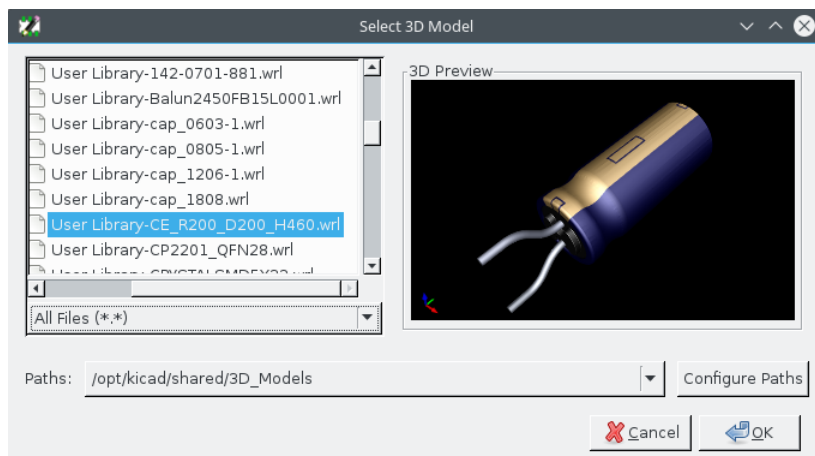 Select 3D Model
User Library-142-0701-881.wrl
User Library-Balun2450FB15L0001.wrl
User Library-cap_0603-1.wrl
User Library-cap_0805-1.wrl
User Library-cap_1206-1.wrl
User Library-cap_1808.wrl
User Library-CE_R200_D200_H460.wrl
User Library-CP2201_QFN28.wrl
All Files (*.*)
3D Preview
Paths: /opt/kicad/shared/3D_Models
Configure Paths
Cancel
OK